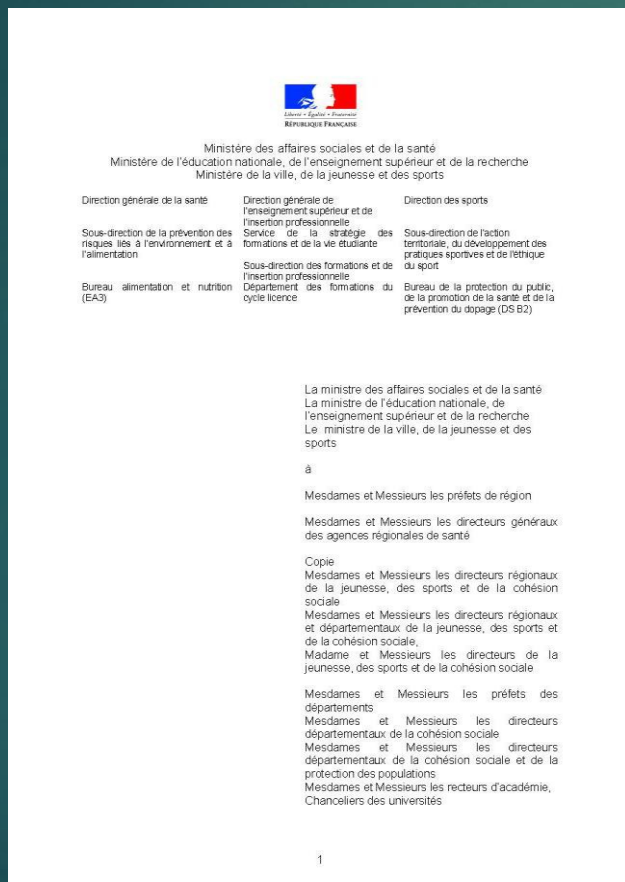 Liberté • Égalité • Fraternité
RÉPUBLIQUE FRANÇAISE
Ministère des affaires sociales et de la santé
Ministère de l'éducation nationale, de l'enseignement supérieur et de la recherche
Ministère de la ville, de la jeunesse et des sports
Direction générale de la santé
Direction générale de
l'enseignement supérieur et de
l'insertion professionnelle
Direction des sports
Sous-direction de la prévention des
risques liés à l'environnement et à
l'alimentation
Service de la stratégie des
formations et de la vie étudiante
Sous-direction des formations et de
l'insertion professionnelle
Sous-direction de l'action
territoriale, du développement des
pratiques sportives et de l'éthique
du sport
Bureau alimentation et nutrition
(EA3)
Département des formations du
cycle licence
Bureau de la protection du public,
de la promotion de la santé et de la
prévention du dopage (DS B2)
La ministre des affaires sociales et de la santé
La ministre de l'éducation nationale, de
l'enseignement supérieur et de la recherche
Le ministre de la ville, de la jeunesse et des
sports
à
Mesdames et Messieurs les préfets de région
Mesdames et Messieurs les directeurs généraux
des agences régionales de santé
Copie
Mesdames et Messieurs les directeurs régionaux
de la jeunesse, des sports et de la cohésion
sociale
Mesdames et Messieurs les directeurs régionaux
et départementaux de la jeunesse, des sports et
de la cohésion sociale,
Madame et Messieurs les directeurs de la
jeunesse, des sports et de la cohésion sociale
Mesdames et Messieurs les préfets des
départements
Mesdames et Messieurs les directeurs
départementaux de la cohésion sociale
Mesdames et Messieurs les directeurs
départementaux de la cohésion sociale et de la
protection des populations
Mesdames et Messieurs les recteurs d'académie,
Chanceliers des universités
1